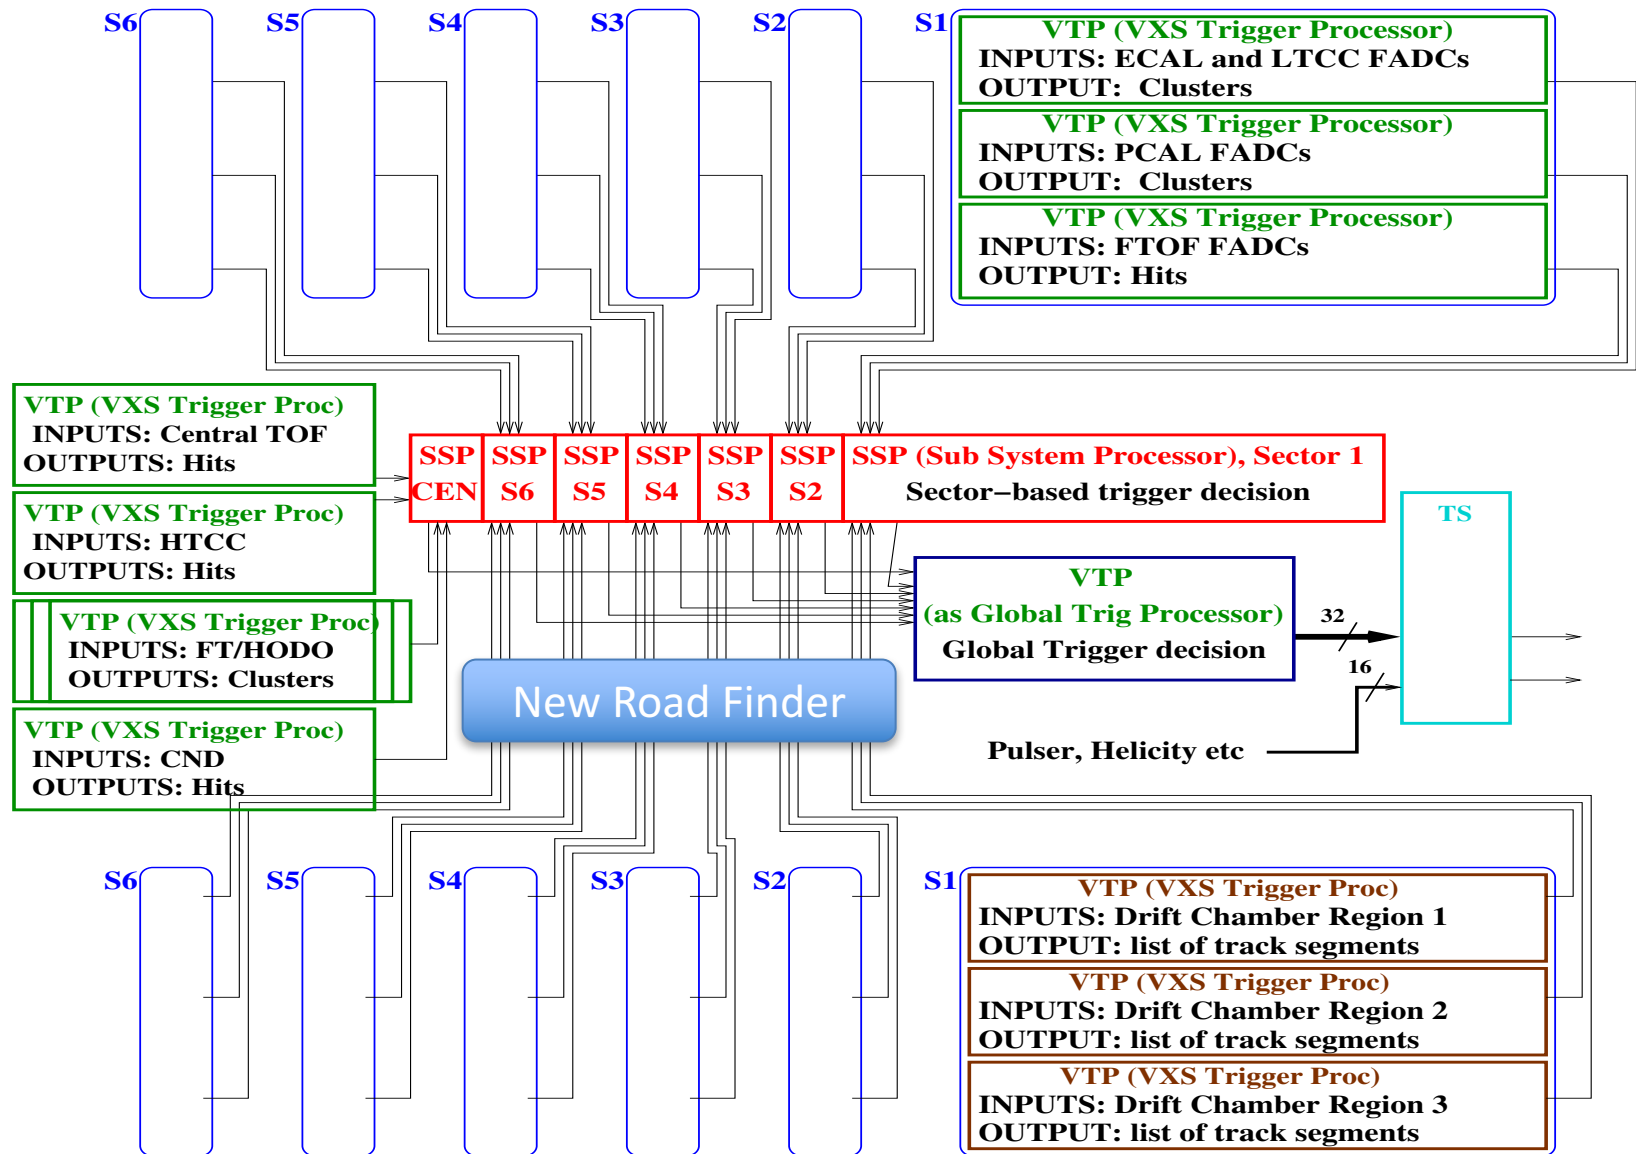 S6
S5
S4
S3
S2
S1
VTP (VXS Trigger Processor)
INPUTS: ECAL and LTCC FADCs
OUTPUT: Clusters
VTP (VXS Trigger Processor)
INPUTS: PCAL FADCs
OUTPUT: Clusters
VTP (VXS Trigger Processor)
INPUTS: FTOF FADCs
OUTPUT: Hits
VTP (VXS Trigger Proc)
INPUTS: Central TOF
OUTPUTS: Hits
VTP (VXS Trigger Proc)
INPUTS: HTCC
OUTPUTS: Hits
VTP (VXS Trigger Proc)
INPUTS: FT/HODO
OUTPUTS: Clusters
VTP (VXS Trigger Proc)
INPUTS: CND
OUTPUTS: Hits
SSP
CEN
SSP
S6
SSP
S5
SSP
S4
SSP
S3
SSP
S2
SSP (Sub System Processor), Sector 1
Sector−based trigger decision
VTP
(as Global Trig Processor)
Global Trigger decision
32
16
TS
New Road Finder
Pulser, Helicity etc
S6
S5
S4
S3
S2
S1
VTP (VXS Trigger Proc)
INPUTS: Drift Chamber Region 1
OUTPUT: list of track segments
VTP (VXS Trigger Proc)
INPUTS: Drift Chamber Region 2
OUTPUT: list of track segments
VTP (VXS Trigger Proc)
INPUTS: Drift Chamber Region 3
OUTPUT: list of track segments